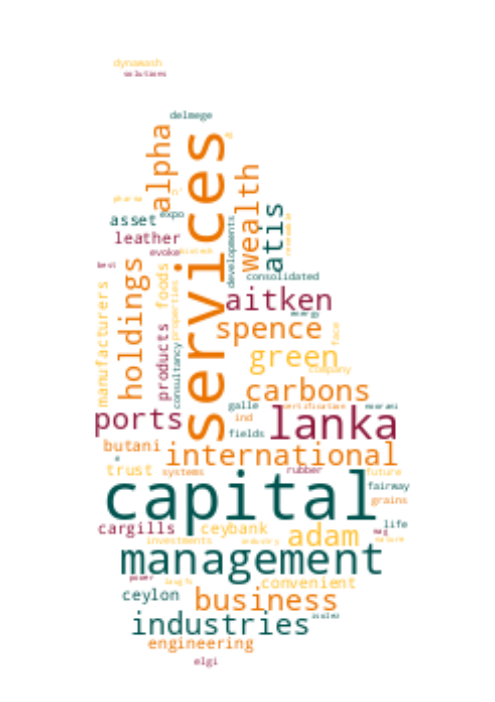 dynawash
solutions
delmege
alpha
services
wealth
atis
asset
expo
leather
evoke
developments
consolidated
holdings
foods
properties
manufacturers
products
consultancy
aitken
energy
spence
face
green
company
carbons
galle
certification
ports
ind
lanka
fields
butani
international
trust
systems
rubber
future
capital
fairway
grains
cargills
ceybank
adam
life
investments
industry
management
power
convenient
ceylon
business
industries
engineering
elgi